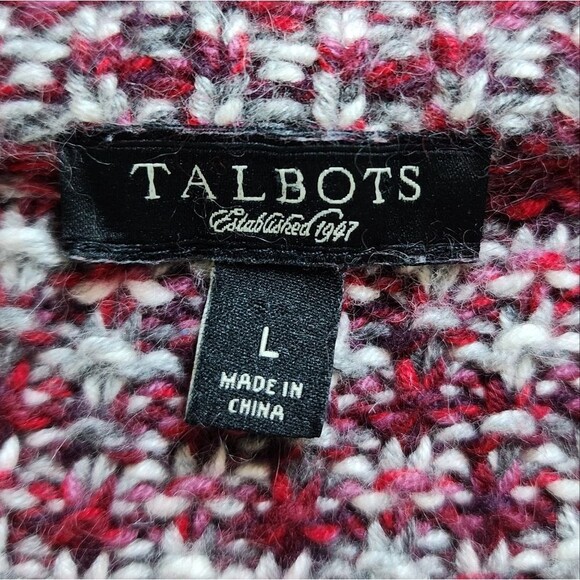 TALBOTS
Established 1947
L
MADE IN
CHINA